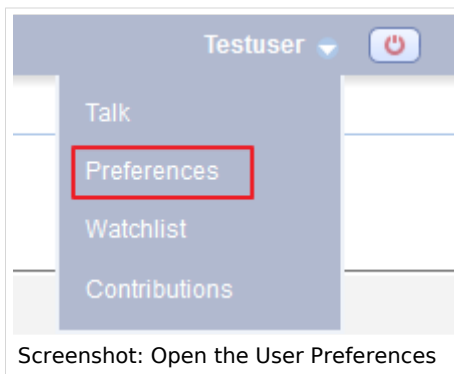 Testuser
Talk
Preferences
Watchlist
Contributions
Screenshot: Open the User Preferences